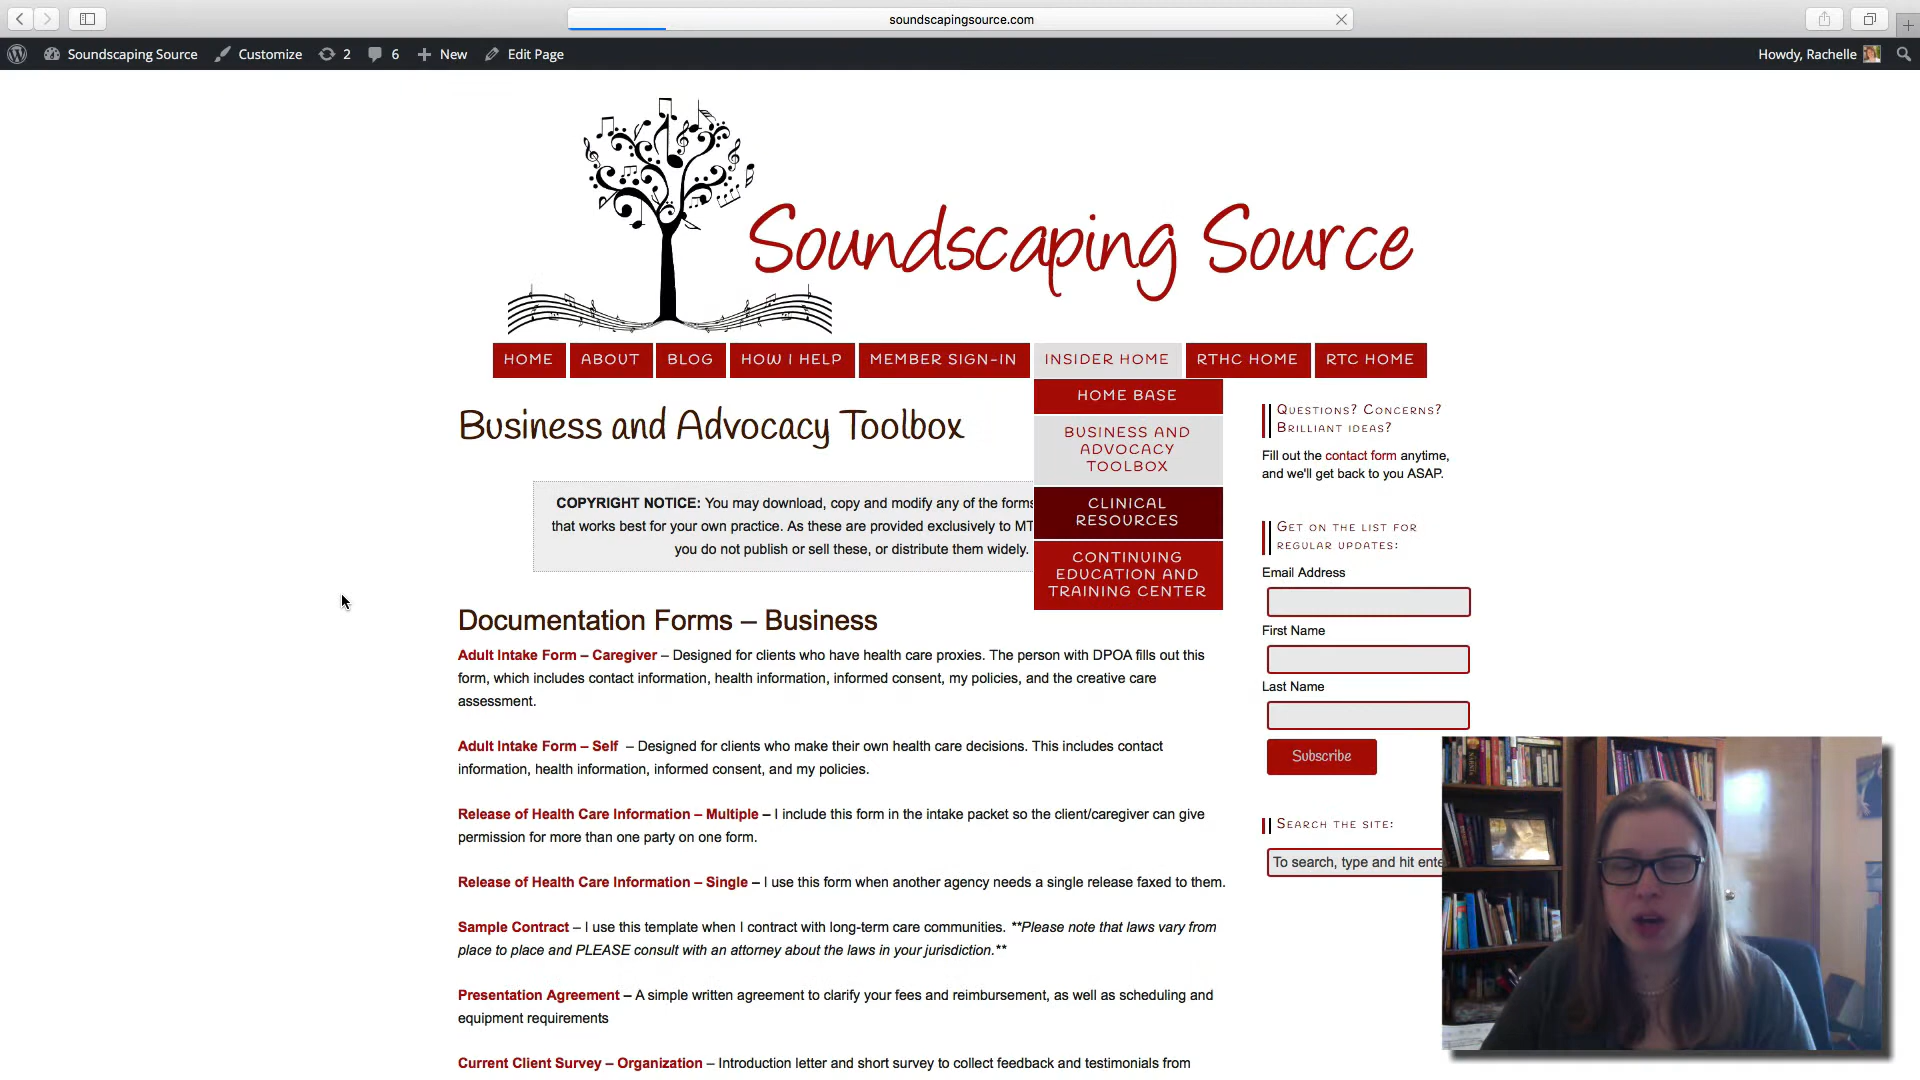 soundscapingsource.com
Soundscaping Source
Customize
2
6
New
Edit Page
Howdy, Rachelle
Soundscaping Source
HOME
ABOUT
BLOG
HOW I HELP
MEMBER SIGN-IN
INSIDER HOME
RTHC HOME
RTC HOME
HOME BASE
BUSINESS AND
ADVOCACY
TOOLBOX
CLINICAL
RESOURCES
CONTINUING
EDUCATION AND
TRAINING CENTER
Business and Advocacy Toolbox
COPYRIGHT NOTICE: You may download, copy and modify any of the forms
that works best for your own practice. As these are provided exclusively to MT
you do not publish or sell these, or distribute them widely.
Documentation Forms – Business
Adult Intake Form – Caregiver – Designed for clients who have health care proxies. The person with DPOA fills out this
form, which includes contact information, health information, informed consent, my policies, and the creative care
assessment.
Adult Intake Form – Self – Designed for clients who make their own health care decisions. This includes contact
information, health information, informed consent, and my policies.
Release of Health Care Information – Multiple – I include this form in the intake packet so the client/caregiver can give
permission for more than one party on one form.
Release of Health Care Information – Single – I use this form when another agency needs a single release faxed to them.
Sample Contract – I use this template when I contract with long-term care communities. **Please note that laws vary from
place to place and PLEASE consult with an attorney about the laws in your jurisdiction.**
Presentation Agreement – A simple written agreement to clarify your fees and reimbursement, as well as scheduling and
equipment requirements
Current Client Survey – Organization – Introduction letter and short survey to collect feedback and testimonials from
Questions? Concerns?
Brilliant ideas?
Fill out the contact form anytime,
and we'll get back to you ASAP.
Get on the list for
regular updates:
Email Address
First Name
Last Name
Subscribe
Search the site:
To search, type and hit ente